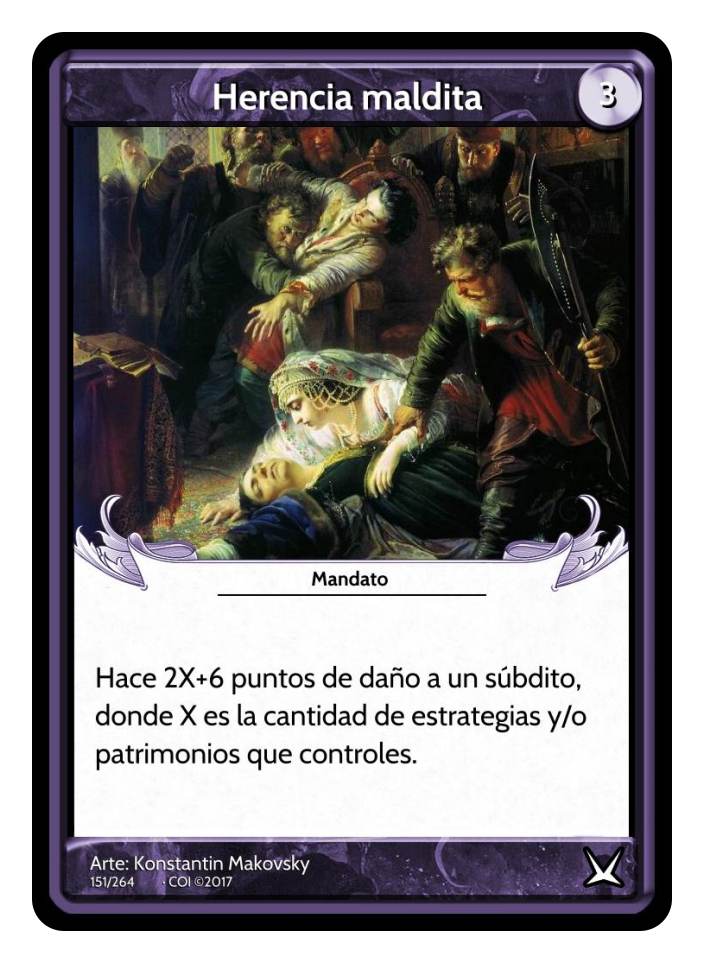 Herencia maldita
3
Mandato
Hace 2X+6 puntos de daño a un súbdito,
donde X es la cantidad de estrategias y/o
patrimonios que controles.
Arte: Konstantin Makovsky
151/264 · COI ©2017